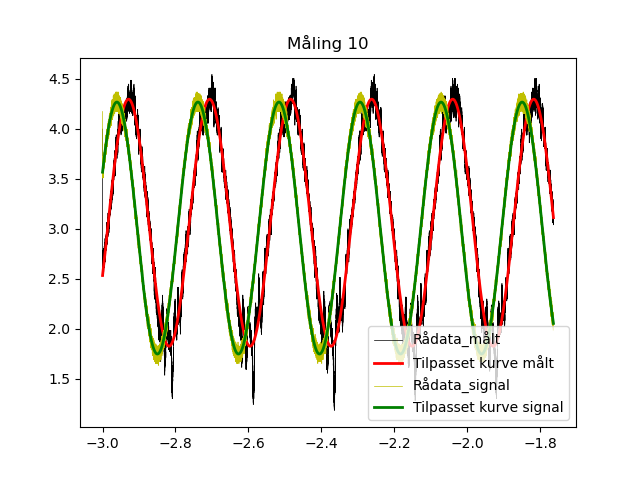 Måling 10
4.5
4.0
3.5
3.0
2.5
2.0
1.5
Rådata_målt
Tilpasset kurve målt
Rådata_signal
Tilpasset kurve signal
−3.0 −2.8 −2.6 −2.4 −2.2 −2.0 −1.8